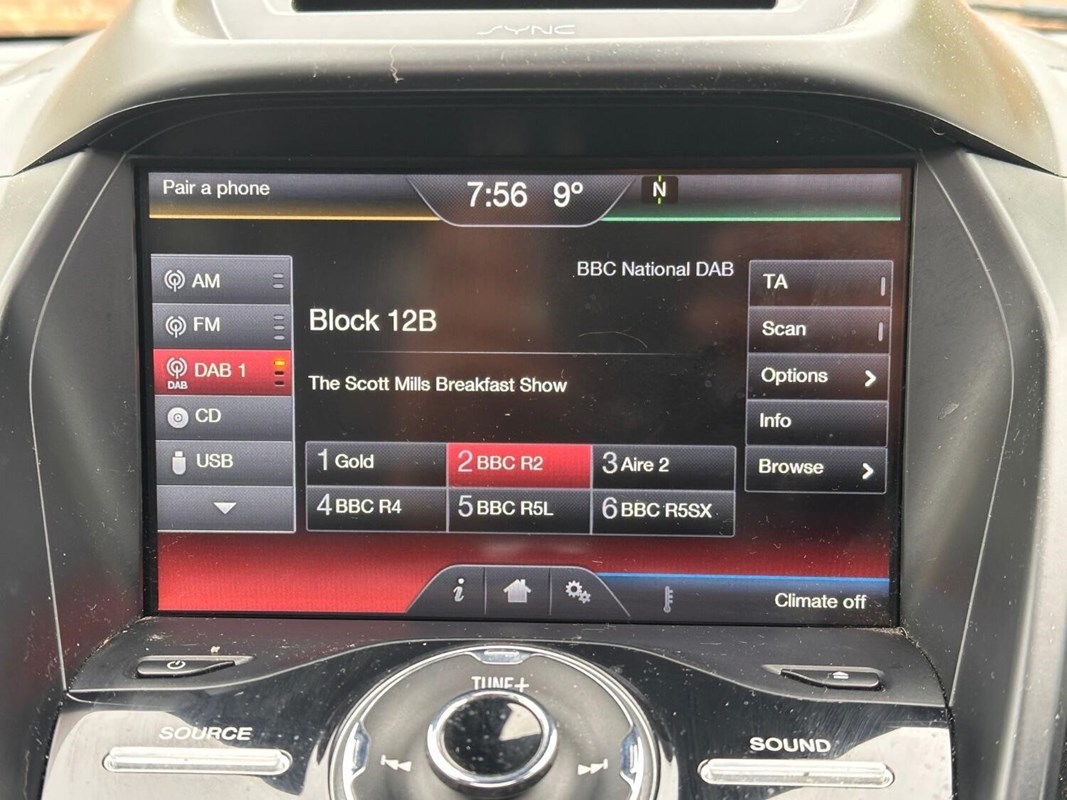 SYNC
Pair a phone
7:56 9°
N
AM
FM
DAB
DAB 1
CD
USB
BBC National DAB
Block 12B
The Scott Mills Breakfast Show
1 Gold
2 BBC R2
3 Aire 2
4 BBC R4
5 BBC R5L
6 BBC R5SX
TA
Scan
Options
Info
Browse
i
Climate off
TUNE+
SOURCE
SOUND